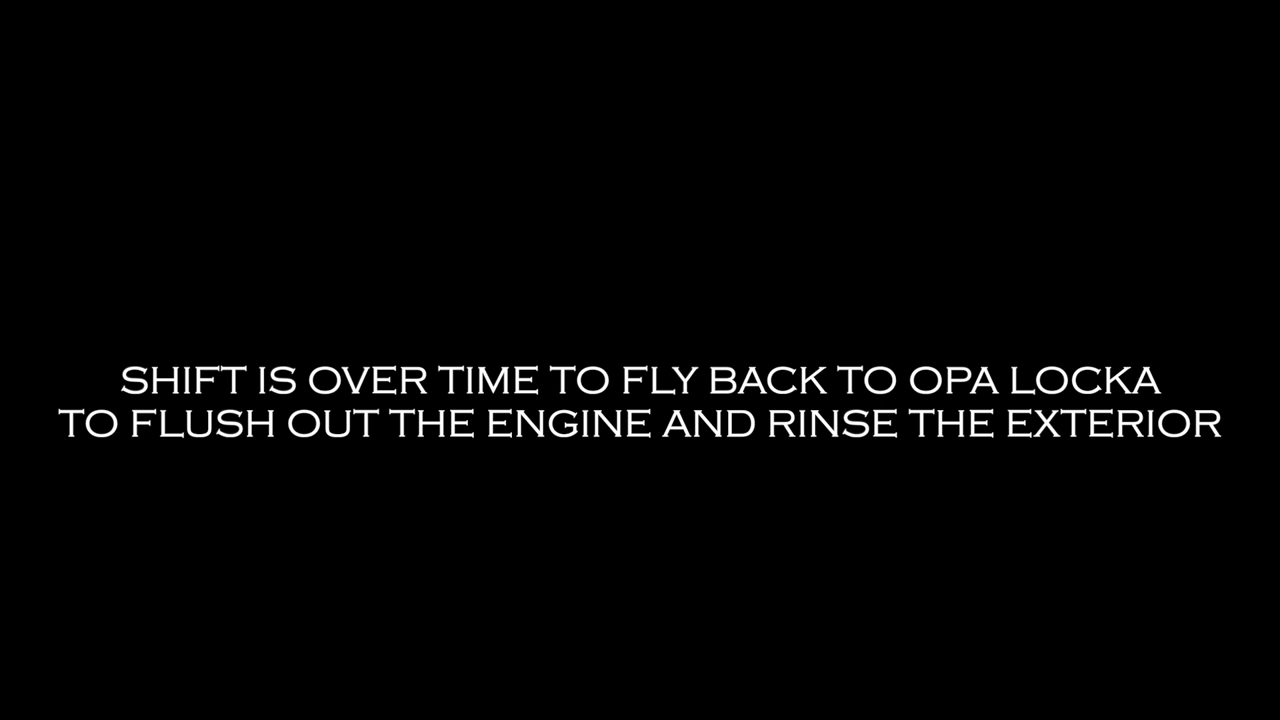 SHIFT IS OVER TIME TO FLY BACK TO OPA LOCKA
TO FLUSH OUT THE ENGINE AND RINSE THE EXTERIOR